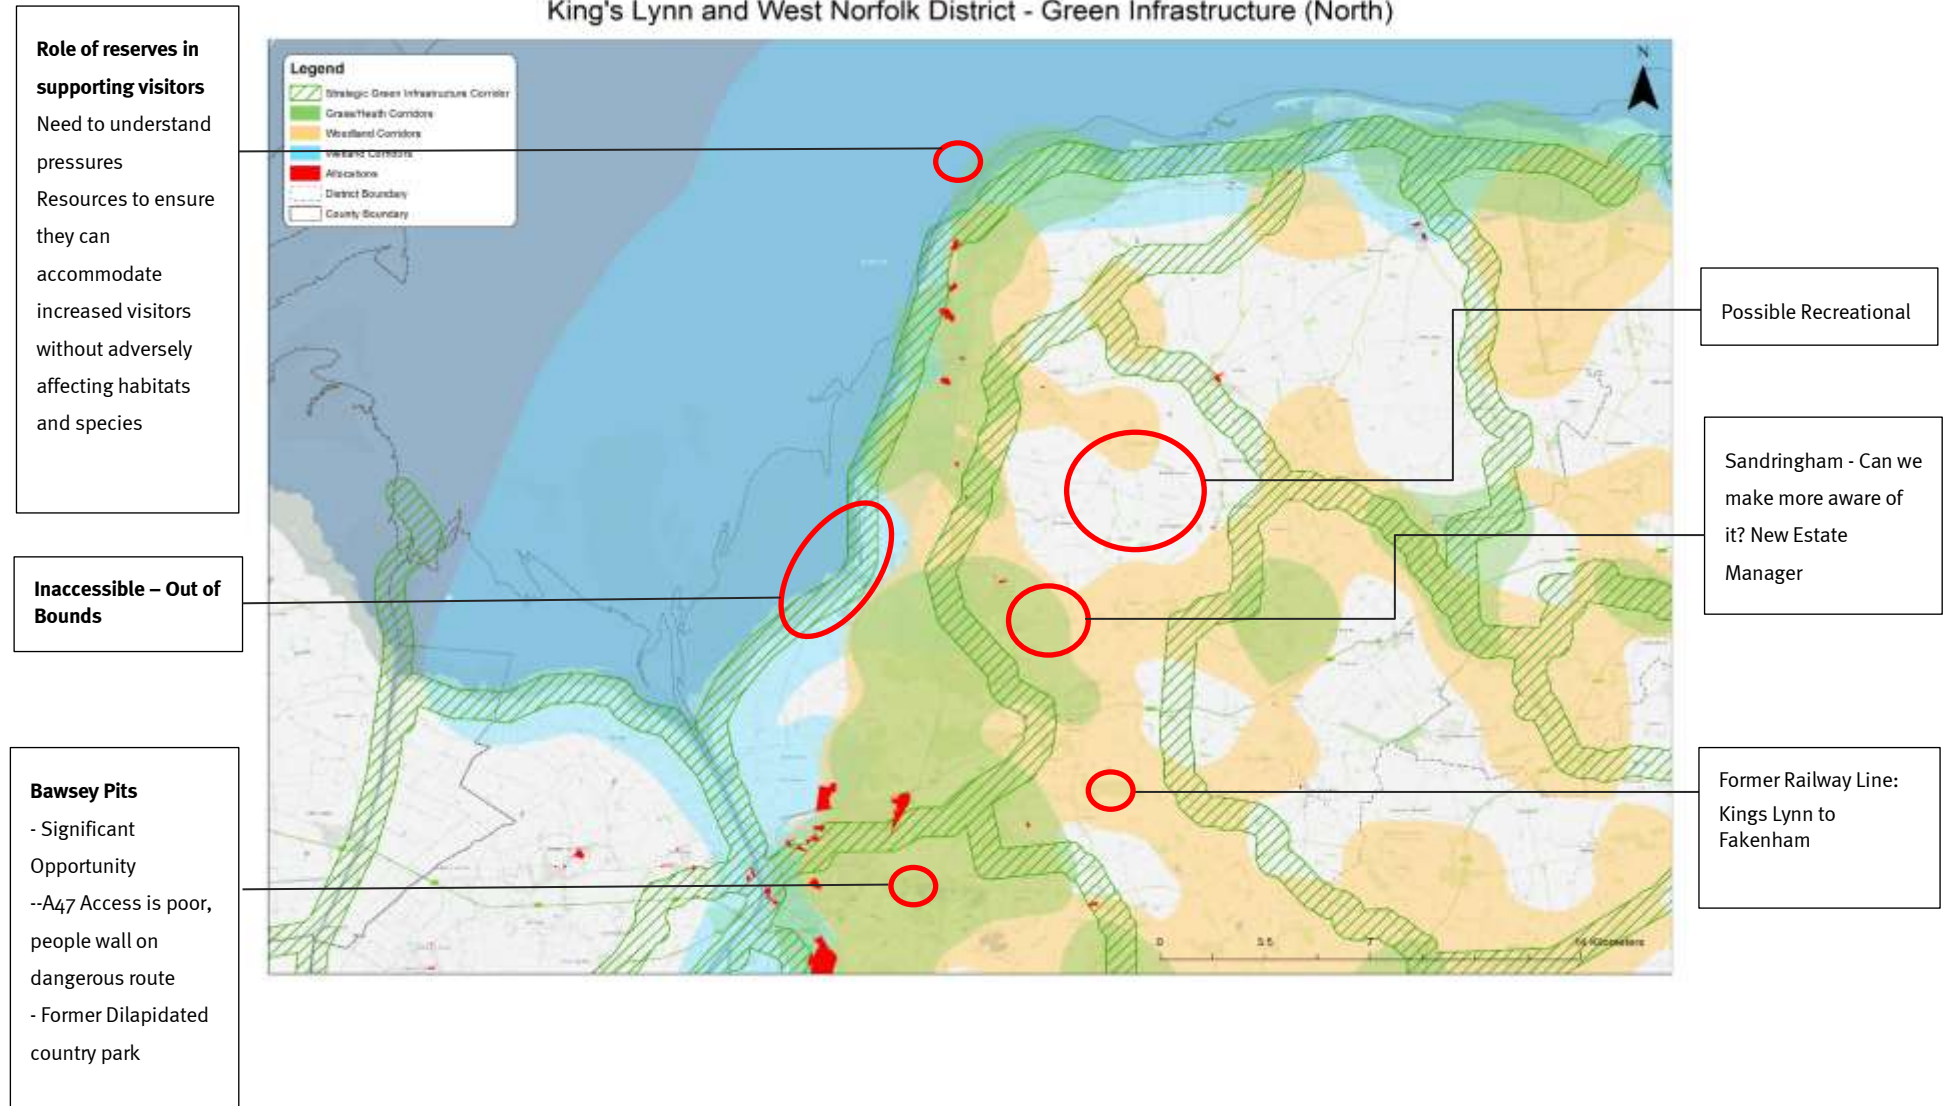 King's Lynn and West Norfolk District - Green Infrastructure (North)
Role of reserves in
supporting visitors
Need to understand
pressures
Resources to ensure
they can
accommodate
increased visitors
without adversely
affecting habitats
and species
Inaccessible – Out of
Bounds
Bawsey Pits
- Significant
Opportunity
--A47 Access is poor,
people wall on
dangerous route
- Former Dilapidated
country park
Legend
Strategic Green Infrastructure Corridor
Grass/Heath Corridors
Woodland Corridors
Wetland Corridors
Allocations
District Boundary
County Boundary
N
Possible Recreational
Sandringham - Can we
make more aware of
it? New Estate
Manager
Former Railway Line:
Kings Lynn to
Fakenham
0 3.5 7 14 Kilometers